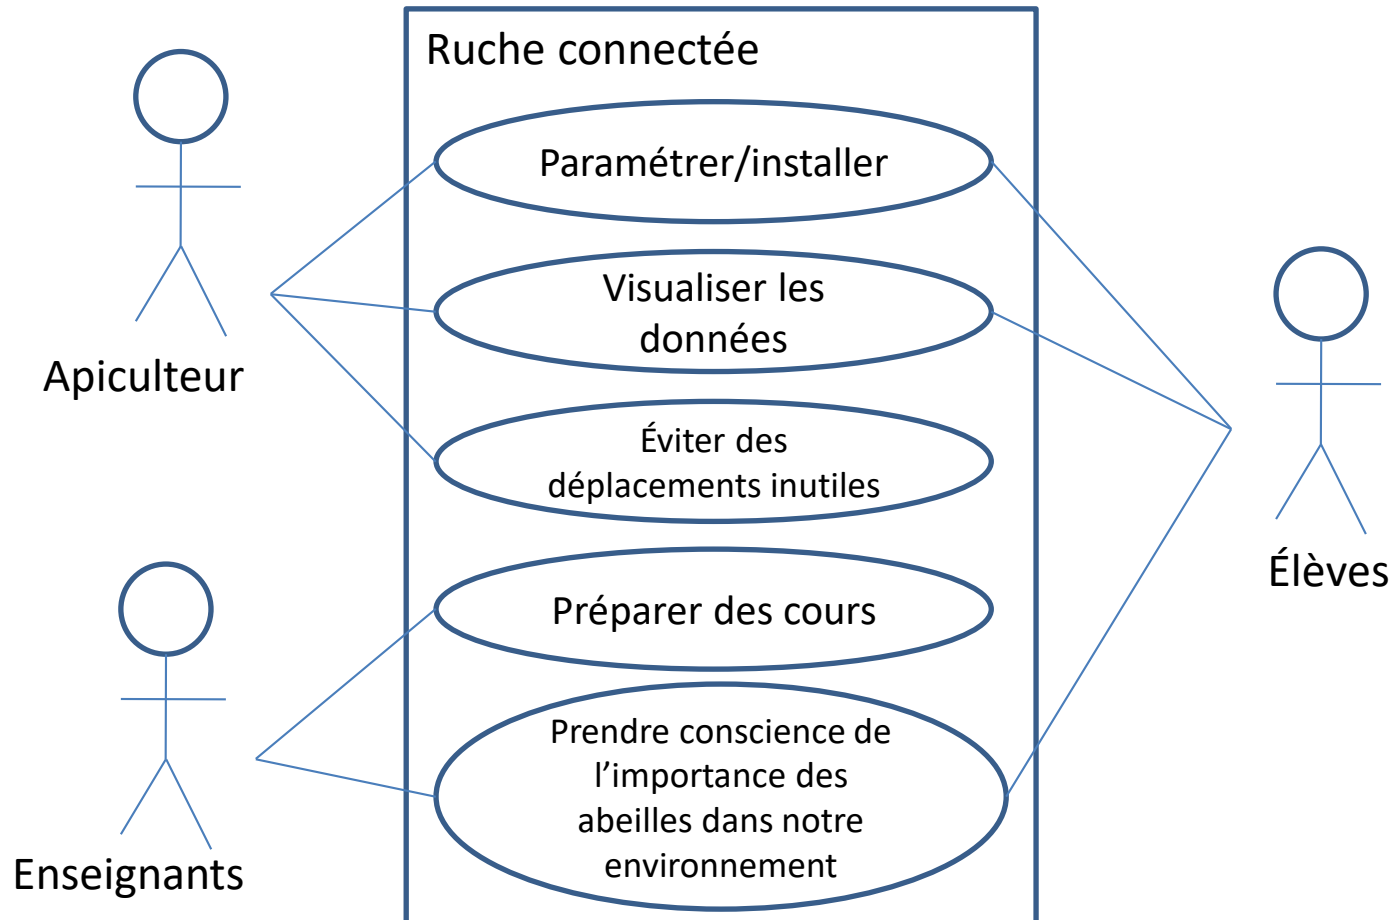 Ruche connectée
Paramétrer/installer
Visualiser les
données
Apiculteur
Éviter des
déplacements inutiles
Élèves
Préparer des cours
Prendre conscience de
l’importance des
abeilles dans notre
environnement
Enseignants